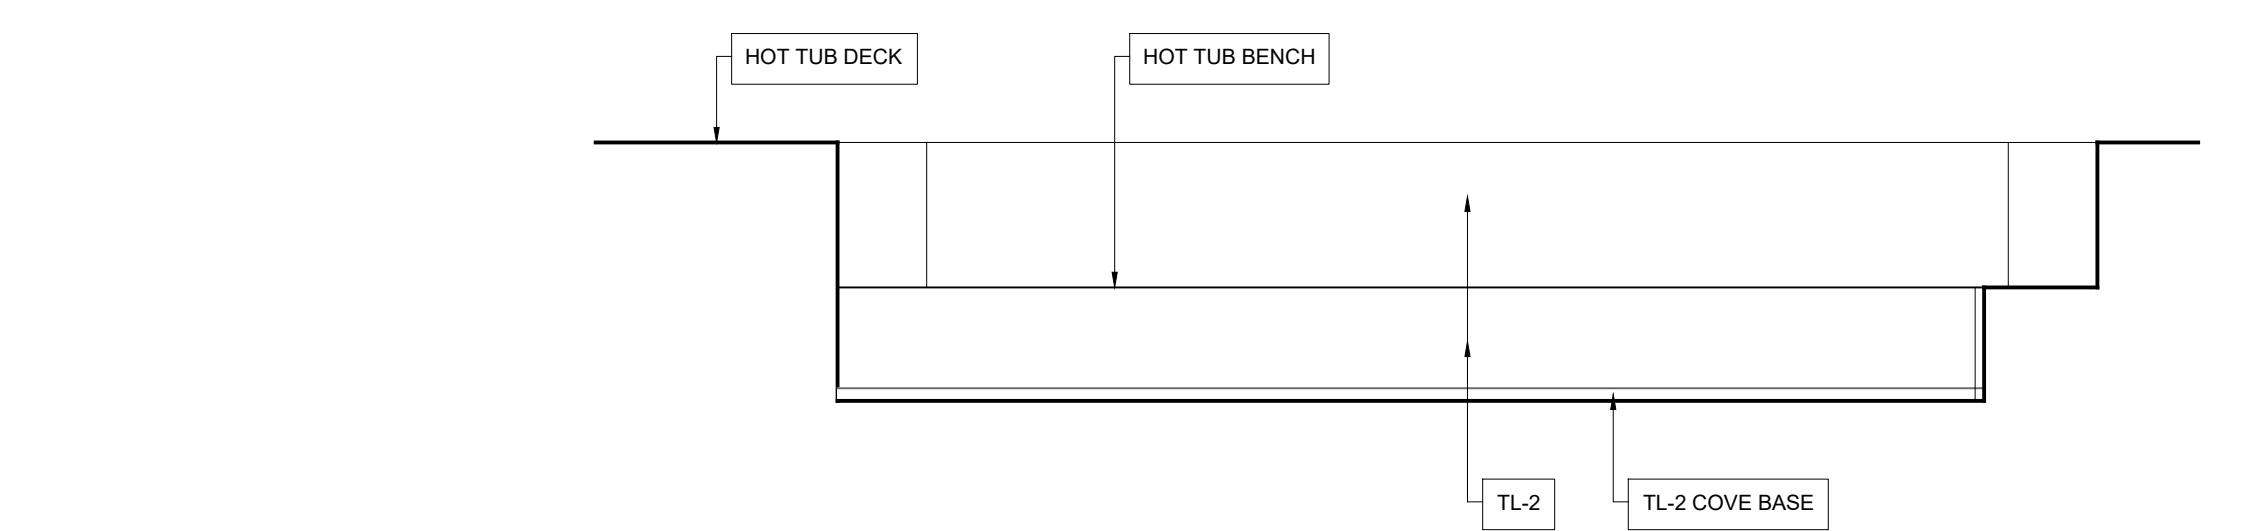 HOT TUB DECK
HOT TUB BENCH
TL-2
TL-2 COVE BASE